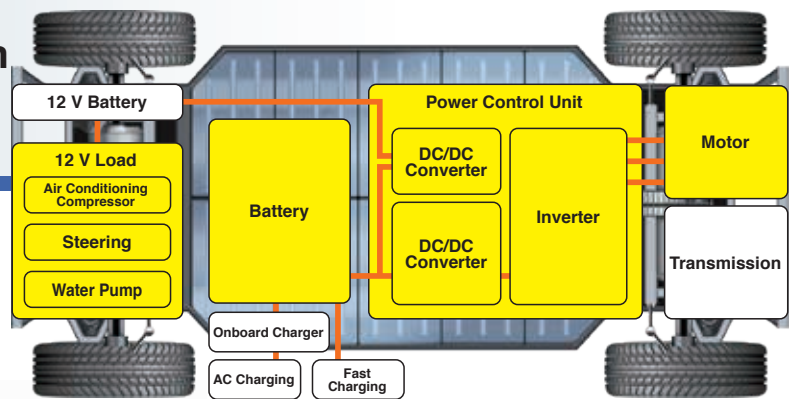 n
12 V Battery
12 V Load
Air Conditioning
Compressor
Steering
Water Pump
Battery
Onboard Charger
AC Charging
Fast
Charging
Power Control Unit
DC/DC
Converter
DC/DC
Converter
Inverter
Motor
Transmission